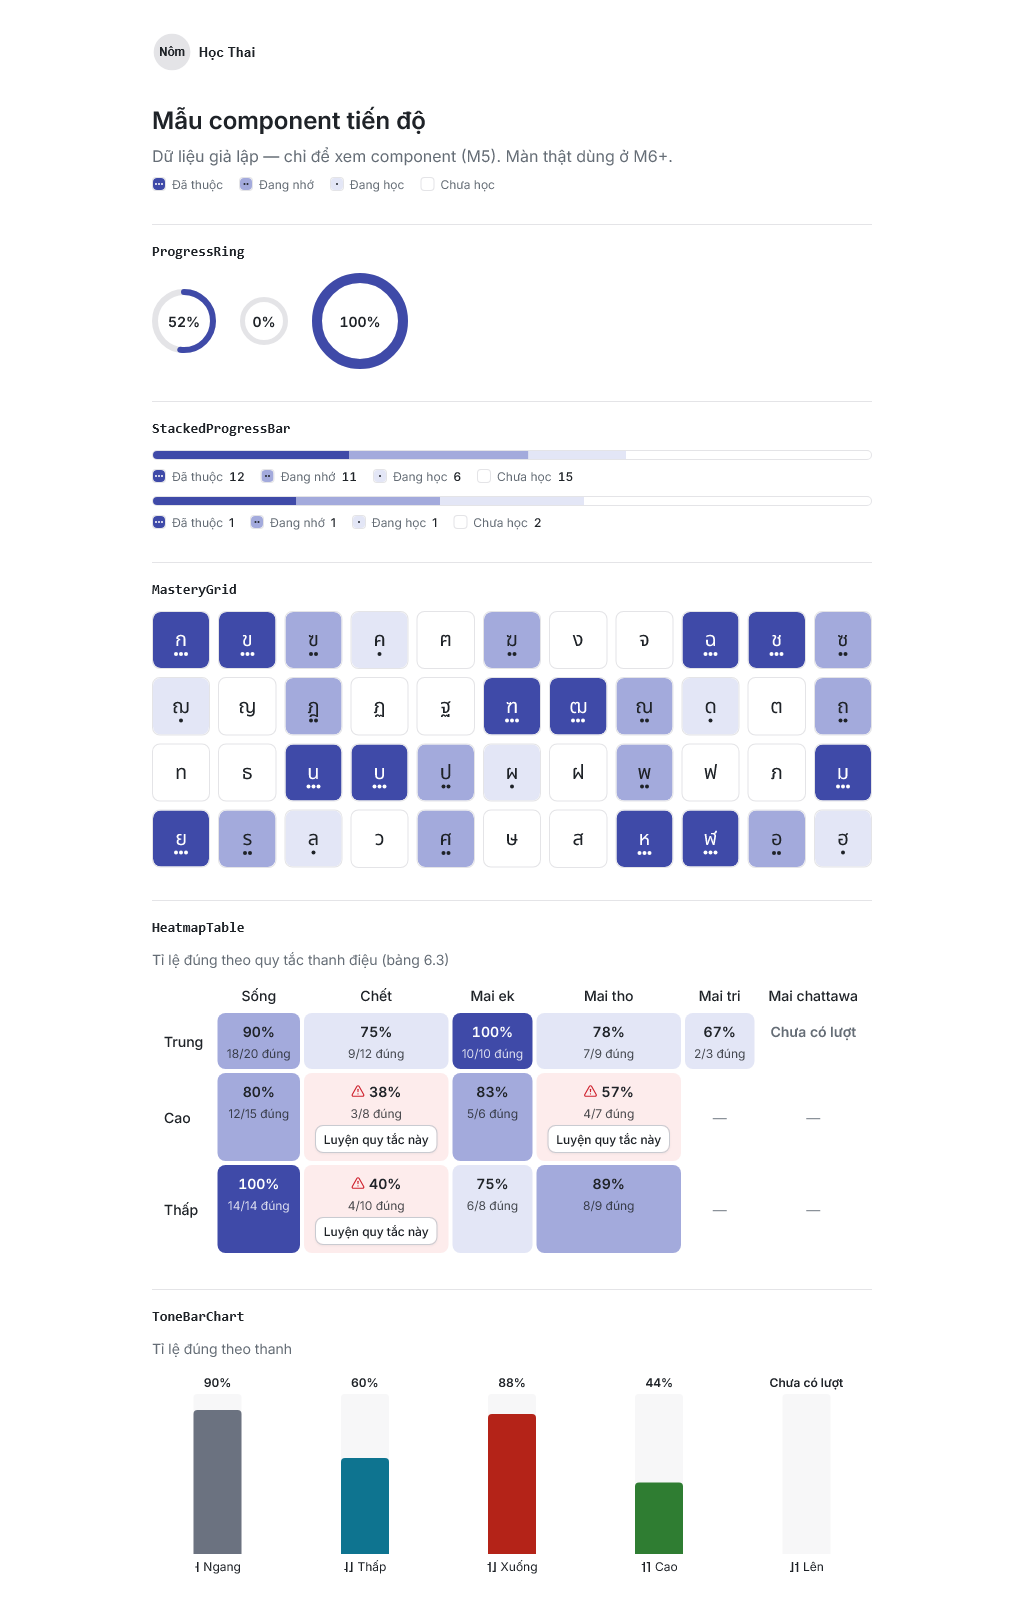 Nôm Học Thai
Mẫu component tiến độ
Dữ liệu giả lập — chỉ để xem component (M5). Màn thật dùng ở M6+.
Đã thuộc Đang nhớ Đang học Chưa học
ProgressRing
52% 0% 100%
StackedProgressBar
Đã thuộc 12 Đang nhớ 11 Đang học 6 Chưa học 15
Đã thuộc 1 Đang nhớ 1 Đang học 1 Chưa học 2
MasteryGrid
ก ข ฃ ค ฅ ฆ ง จ ฉ ช ซ
ฌ ญ ฎ ฏ ฐ ฑ ฒ ณ ด ต ถ
ท ธ น บ ป ผ ฝ พ ฟ ภ ม
ย ร ล ว ศ ษ ส ห ฬ อ ฮ
HeatmapTable
Tỉ lệ đúng theo quy tắc thanh điệu (bảng 6.3)
Sống Chết Mai ek Mai tho Mai tri Mai chattawa
Trung 90% 75% 100% 78% 67% Chưa có lượt
18/20 đúng 9/12 đúng 10/10 đúng 7/9 đúng 2/3 đúng
Cao 80% 38% 83% 57% — —
12/15 đúng 3/8 đúng 5/6 đúng 4/7 đúng
Luyện quy tắc này Luyện quy tắc này
Thấp 100% 40% 75% 89% — —
14/14 đúng 4/10 đúng 6/8 đúng 8/9 đúng
Luyện quy tắc này
ToneBarChart
Tỉ lệ đúng theo thanh
90% 60% 88% 44% Chưa có lượt
˧ Ngang ˨˩ Thấp ˥˩ Xuống ˦˥ Cao ˩˦ Lên